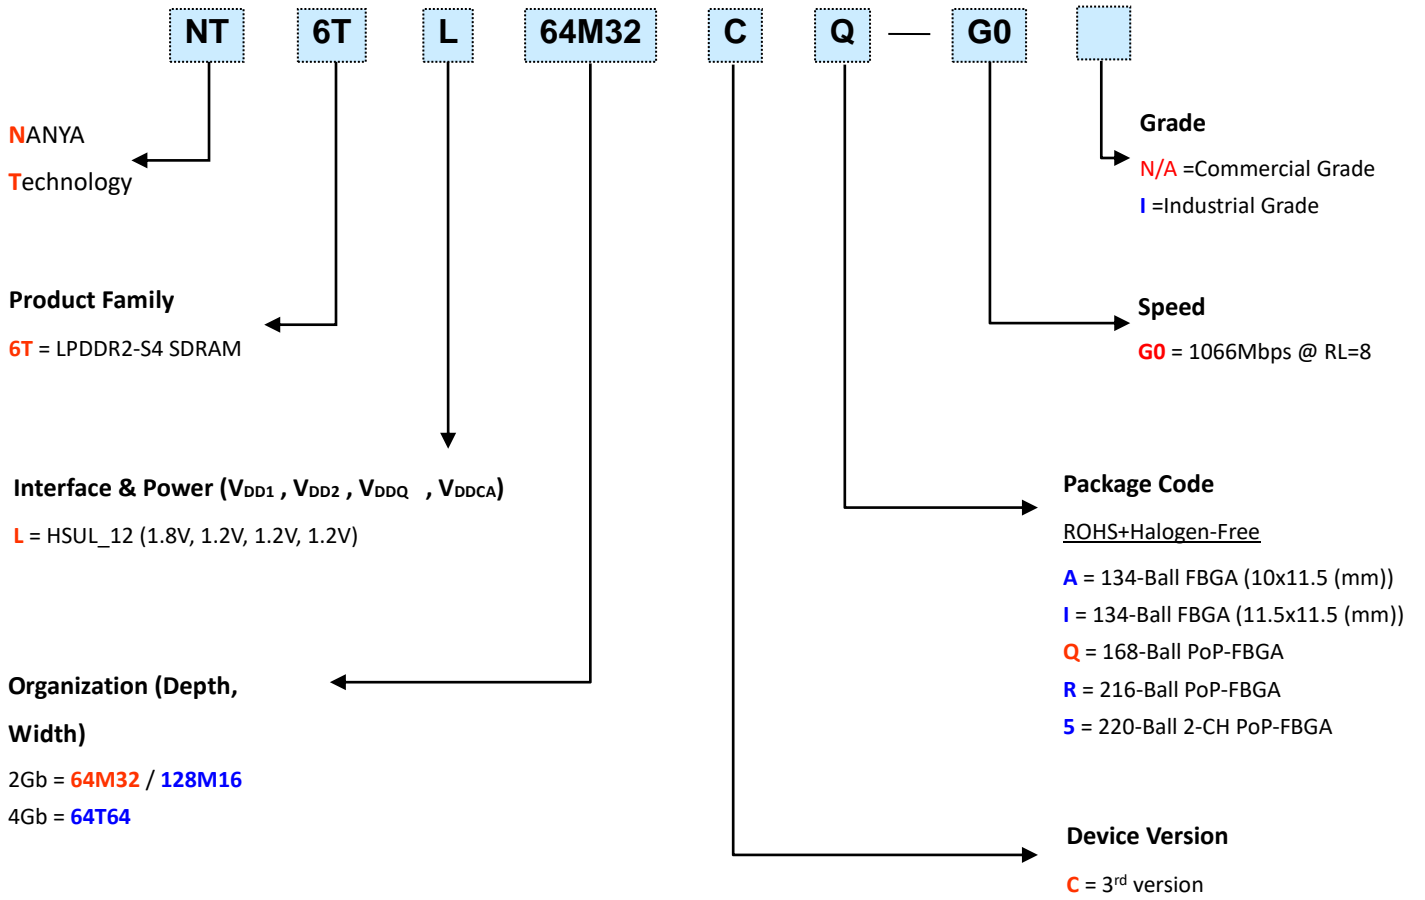 NT 6T L 64M32 C Q — G0
NANYA
Technology
Product Family
6T = LPDDR2-S4 SDRAM
Interface & Power (VDD1 , VDD2 , VDDQ , VDDCA)
L = HSUL_12 (1.8V, 1.2V, 1.2V, 1.2V)
Organization (Depth,
Width)
2Gb = 64M32 / 128M16
4Gb = 64T64
Grade
N/A =Commercial Grade
I =Industrial Grade
Speed
G0 = 1066Mbps @ RL=8
Package Code
ROHS+Halogen-Free
A = 134-Ball FBGA (10x11.5 (mm))
I = 134-Ball FBGA (11.5x11.5 (mm))
Q = 168-Ball PoP-FBGA
R = 216-Ball PoP-FBGA
5 = 220-Ball 2-CH PoP-FBGA
Device Version
C = 3rd version